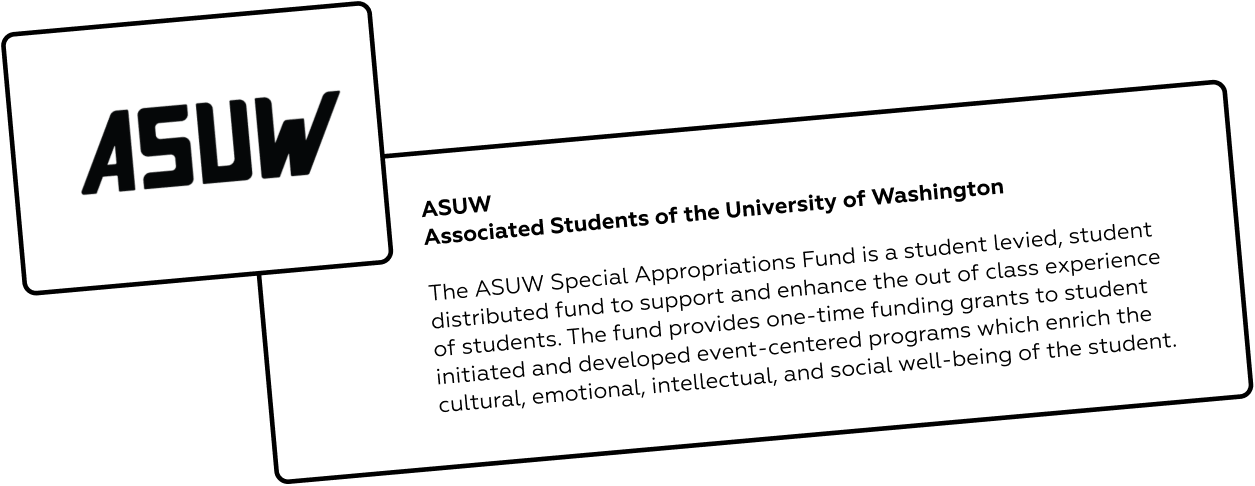 ASUW
ASUW
Associated Students of the University of Washington
The ASUW Special Appropriations Fund is a student levied, student
distributed fund to support and enhance the out of class experience
of students. The fund provides one-time funding grants to student
initiated and developed event-centered programs which enrich the
cultural, emotional, intellectual, and social well-being of the student.